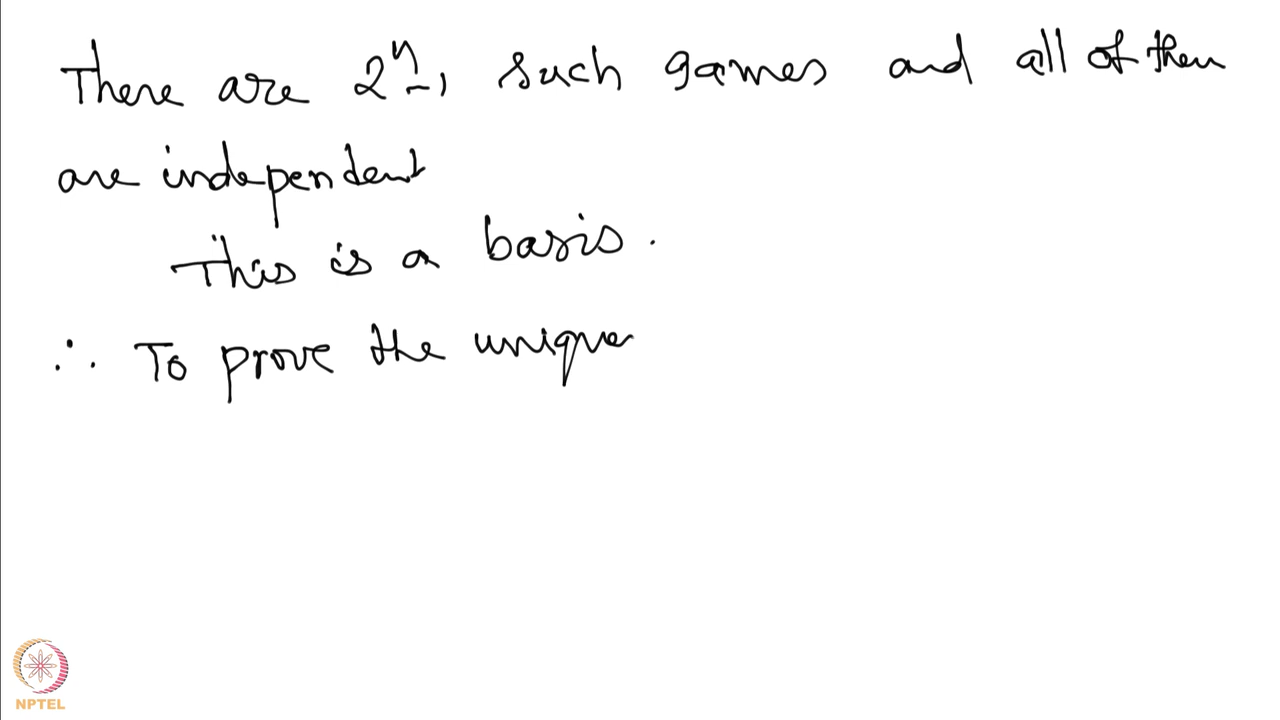 There are 2ⁿ-1 such games and all of them
are independent
This is a basis.
∴ To prove the unique
NPTEL